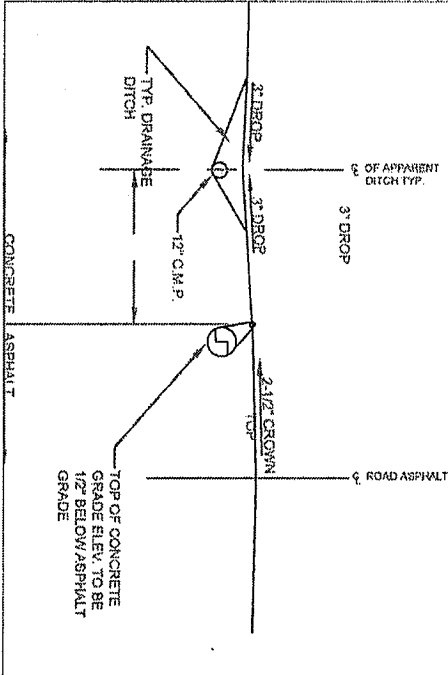 ℄ OF APPARENT
DITCH TYP.
3" DROP
3" DROP
3" DROP
TYP. DRAINAGE
DITCH
12" C.M.P.
2-1/2" CROWN
TOP
℄ ROAD ASPHALT
TOP OF CONCRETE
GRADE ELEV. TO BE
1/2" BELOW ASPHALT
GRADE
CONCRETE
ASPHALT